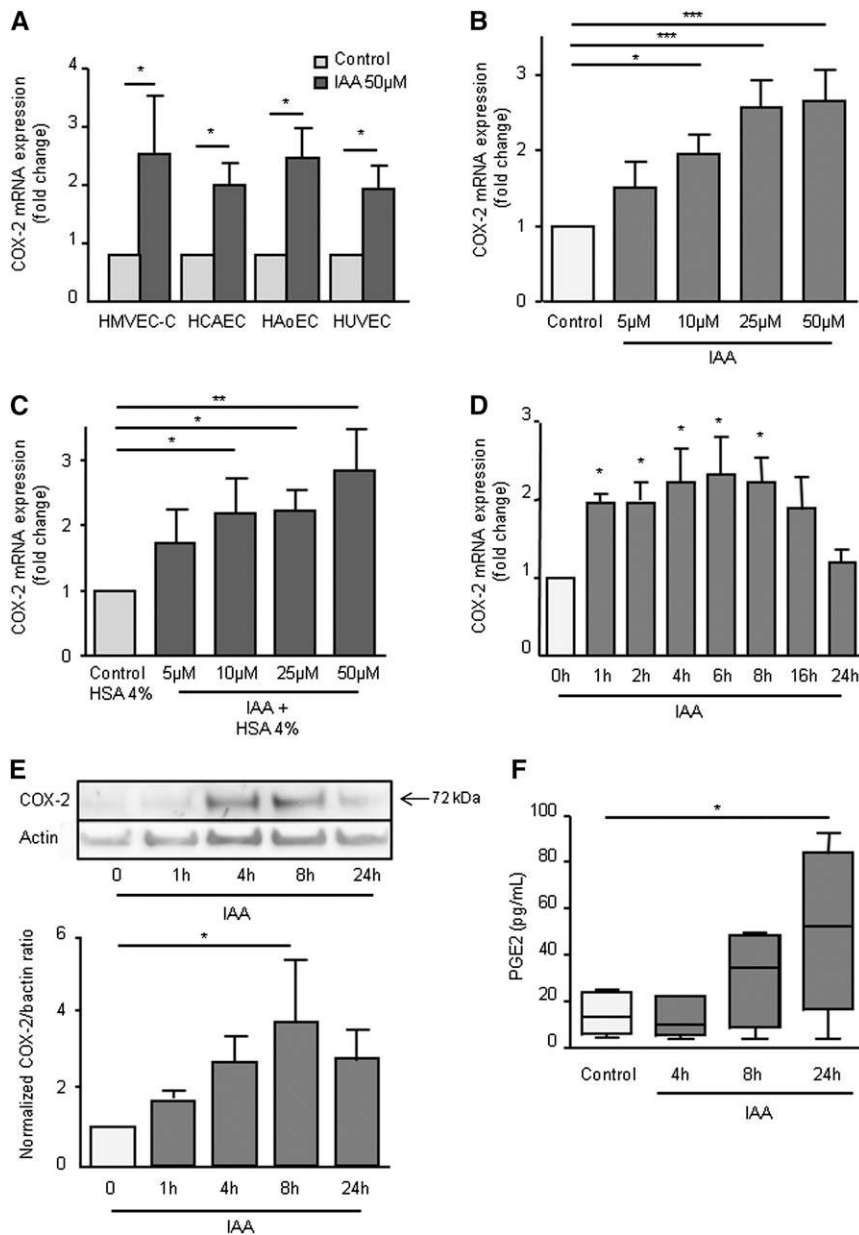 A
COX-2 mRNA expression
(fold change)
4
3
2
1
0
Control
IAA 50µM
*
*
*
*
HMVEC-C HCAEC HAoEC HUVEC
B
COX-2 mRNA expression
(fold change)
4
3
2
1
0
***
***
*
Control 5µM 10µM 25µM 50µM
IAA
C
COX-2 mRNA expression
(fold change)
3
2
1
0
**
*
*
Control
HSA 4%
5µM 10µM 25µM 50µM
IAA +
HSA 4%
D
COX-2 mRNA expression
(fold change)
3
2
1
0
* * * * *
0h 1h 2h 4h 6h 8h 16h 24h
IAA
E
COX-2
72 kDa
Actin
0 1h 4h 8h 24h
IAA
Normalized COX-2/bactin ratio
6
4
2
0
*
0 1h 4h 8h 24h
IAA
F
PGE2 (pg/mL)
100
80
60
40
20
0
*
Control 4h 8h 24h
IAA